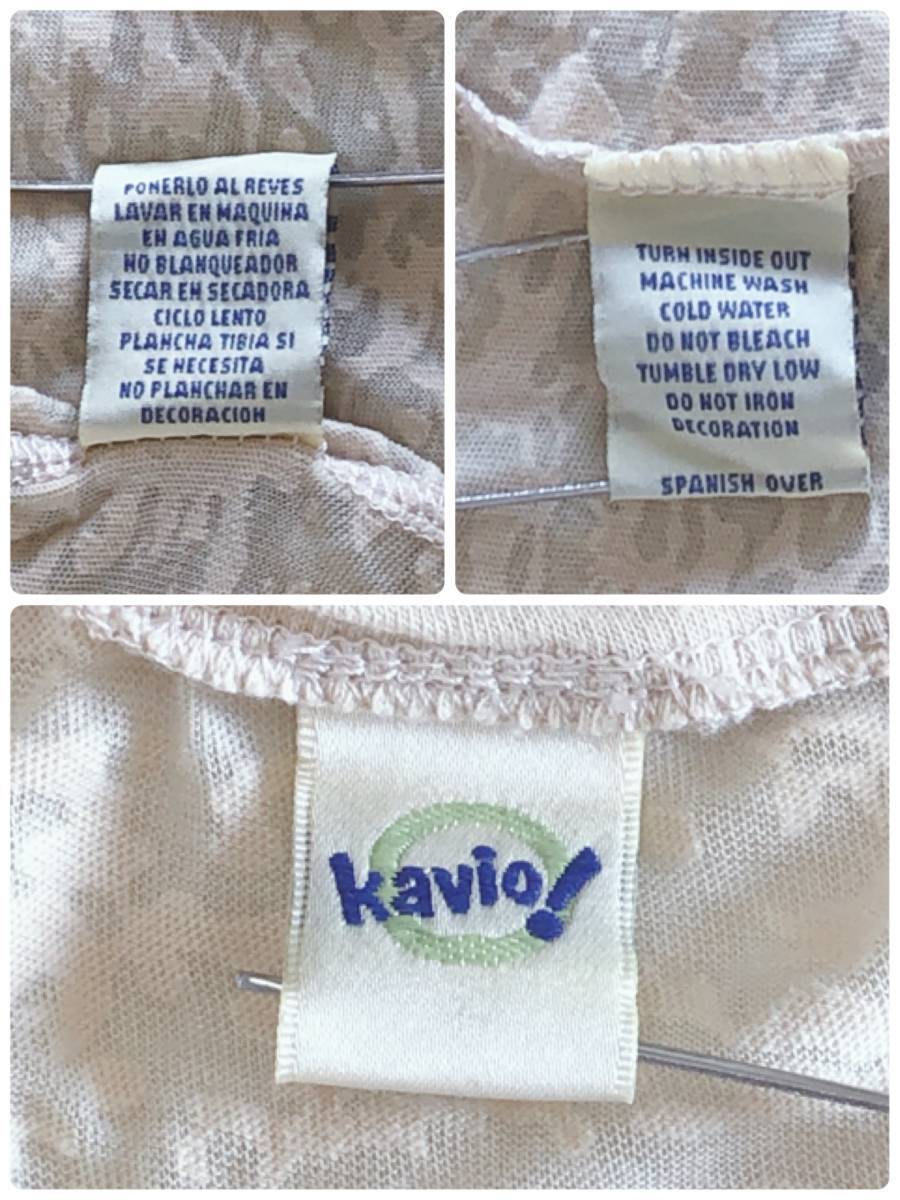 PONERLO AL REVES
LAVAR EN MAQUINA
EN AGUA FRIA
NO BLANQUEADOR
SECAR EN SECADORA
CICLO LENTO
PLANCHA TIBIA SI
SE NECESITA
NO PLANCHAR EN
DECORACION
TURN INSIDE OUT
MACHINE WASH
COLD WATER
DO NOT BLEACH
TUMBLE DRY LOW
DO NOT IRON
DECORATION
SPANISH OVER
kavio!